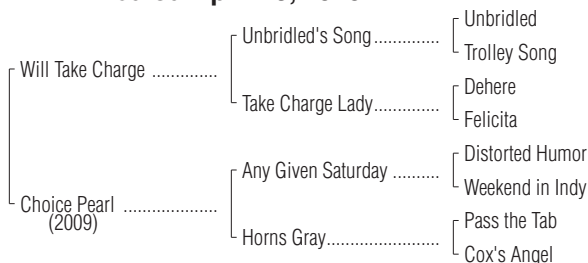 Unbridled
Unbridled's Song..............
Trolley Song
Will Take Charge ..............
Dehere
Take Charge Lady..............
Felicita
Distorted Humor
Any Given Saturday ..........
Weekend in Indy
Choice Pearl ....................
(2009)
Pass the Tab
Horns Gray........................
Cox's Angel